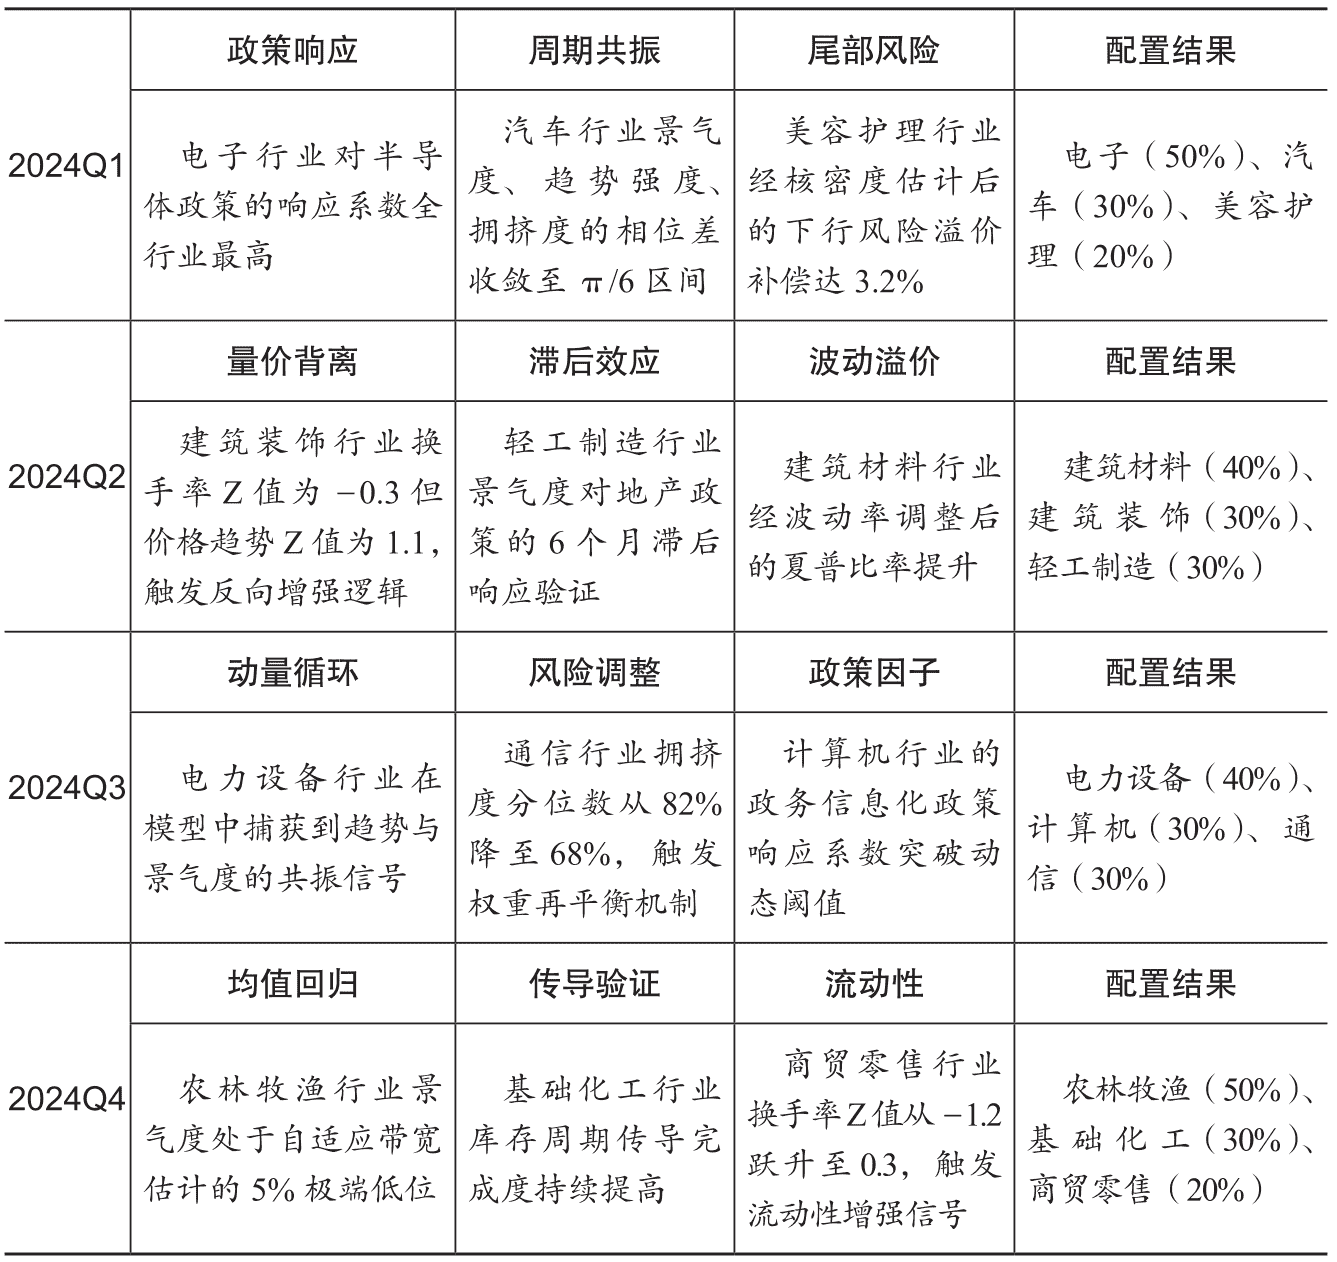 2024Q1
政策响应
周期共振
尾部风险
配置结果
电子行业对半导
体政策的响应系数全
行业最高
汽车行业景气
度、趋势强度、
拥挤度的相位差
收敛至 π/6 区间
美容护理行业
经核密度估计后
的下行风险溢价
补偿达 3.2%
电子（50%）、汽
车（30%）、美容护
理（20%）
2024Q2
量价背离
滞后效应
波动溢价
配置结果
建筑装饰行业换
手率 Z 值为 −0.3 但
价格趋势 Z 值为 1.1，
触发反向增强逻辑
轻工制造行业
景气度对地产政
策的 6 个月滞后
响应验证
建筑材料行业
经波动率调整后
的夏普比率提升
建筑材料（40%）、
建筑装饰（30%）、
轻工制造（30%）
2024Q3
动量循环
风险调整
政策因子
配置结果
电力设备行业在
模型中捕获到趋势与
景气度的共振信号
通信行业拥挤
度分位数从 82%
降至 68%，触发
权重再平衡机制
计算机行业的
政务信息化政策
响应系数突破动
态阈值
电力设备（40%）、
计算机（30%）、通
信（30%）
2024Q4
均值回归
传导验证
流动性
配置结果
农林牧渔行业景
气度处于自适应带宽
估计的 5% 极端低位
基础化工行业
库存周期传导完
成度持续提高
商贸零售行业
换手率 Z 值从 −1.2
跃升至 0.3，触发
流动性增强信号
农林牧渔（50%）、
基础化工（30%）、
商贸零售（20%）